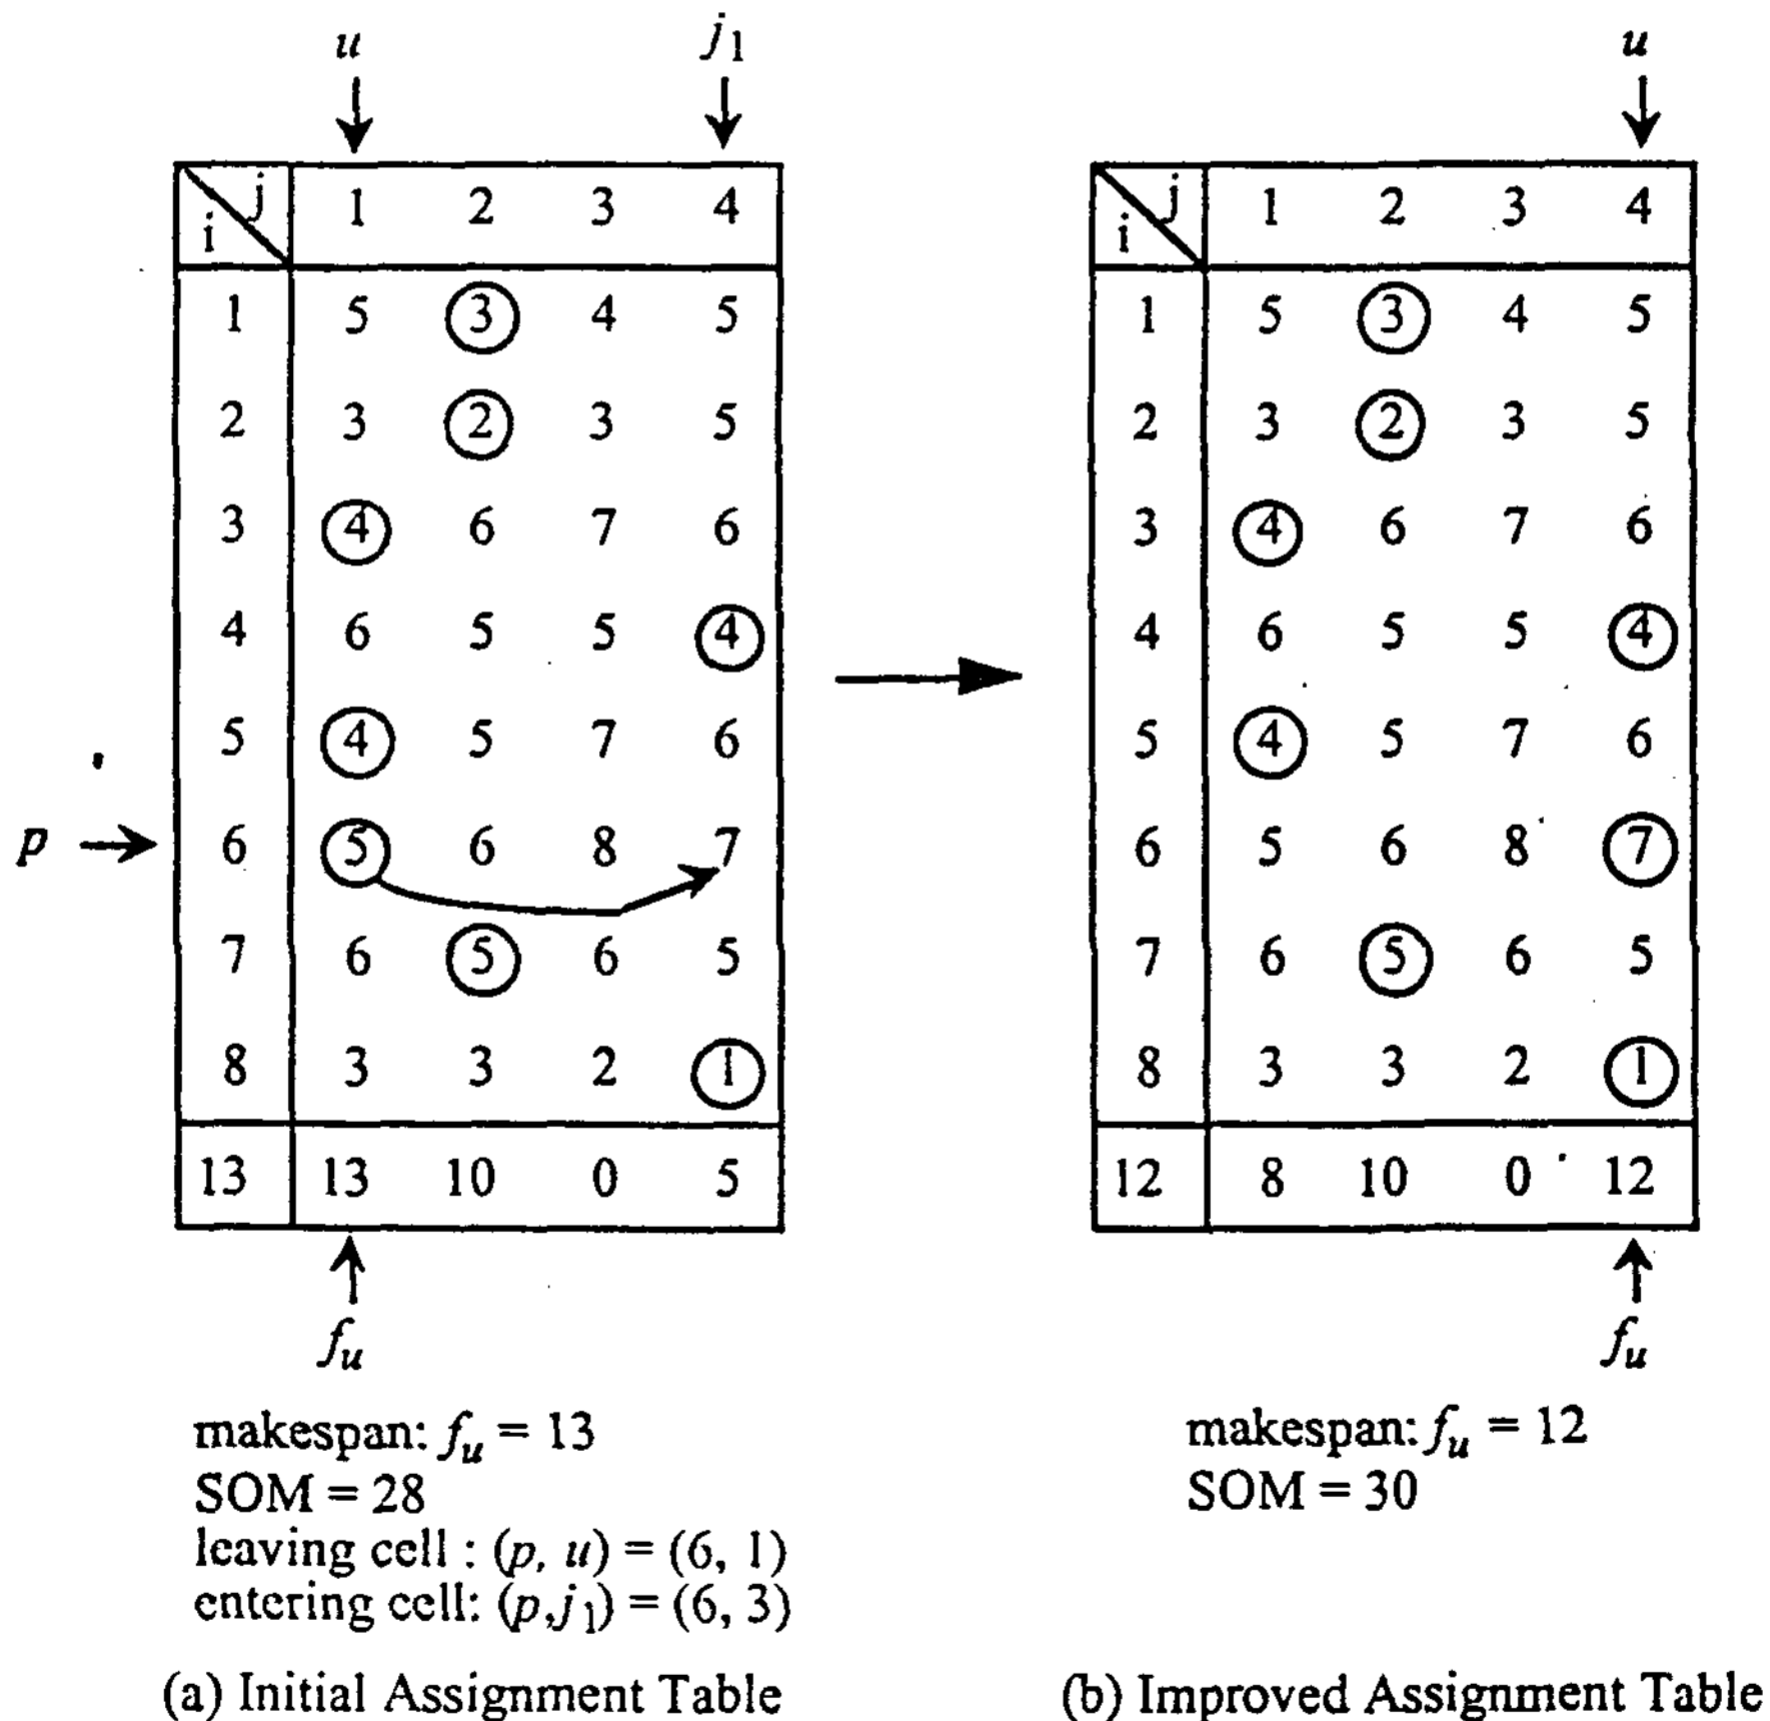 u j1 u
j i 1 2 3 4 j i 1 2 3 4
1 5 3 4 5 1 5 3 4 5
2 3 2 3 5 2 3 2 3 5
3 4 6 7 6 3 4 6 7 6
4 6 5 5 4 4 6 5 5 4
5 4 5 7 6 5 4 5 7 6
p 6 5 6 8 7 6 5 6 8 7
7 6 5 6 5 7 6 5 6 5
8 3 3 2 1 8 3 3 2 1
13 13 10 0 5 12 8 10 0 12
fu fu
makespan: fu = 13 makespan: fu = 12
SOM = 28 SOM = 30
leaving cell : (p, u) = (6, 1)
entering cell: (p,j1) = (6, 3)
(a) Initial Assignment Table (b) Improved Assignment Table